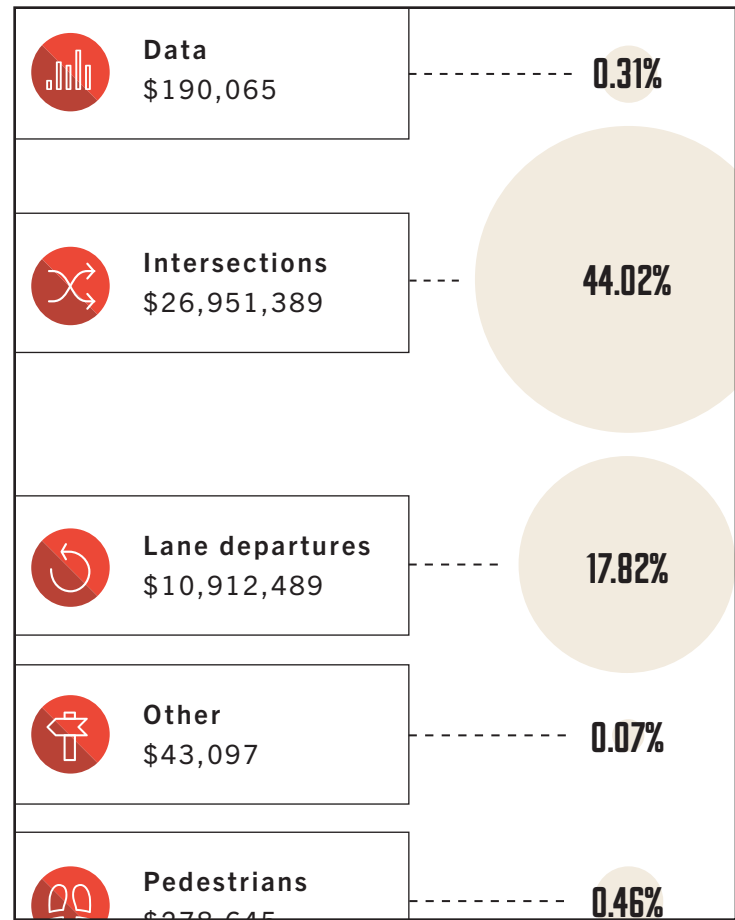 Data
$190,065
0.31%
Intersections
$26,951,389
44.02%
Lane departures
$10,912,489
17.82%
Other
$43,097
0.07%
Pedestrians
0.46%